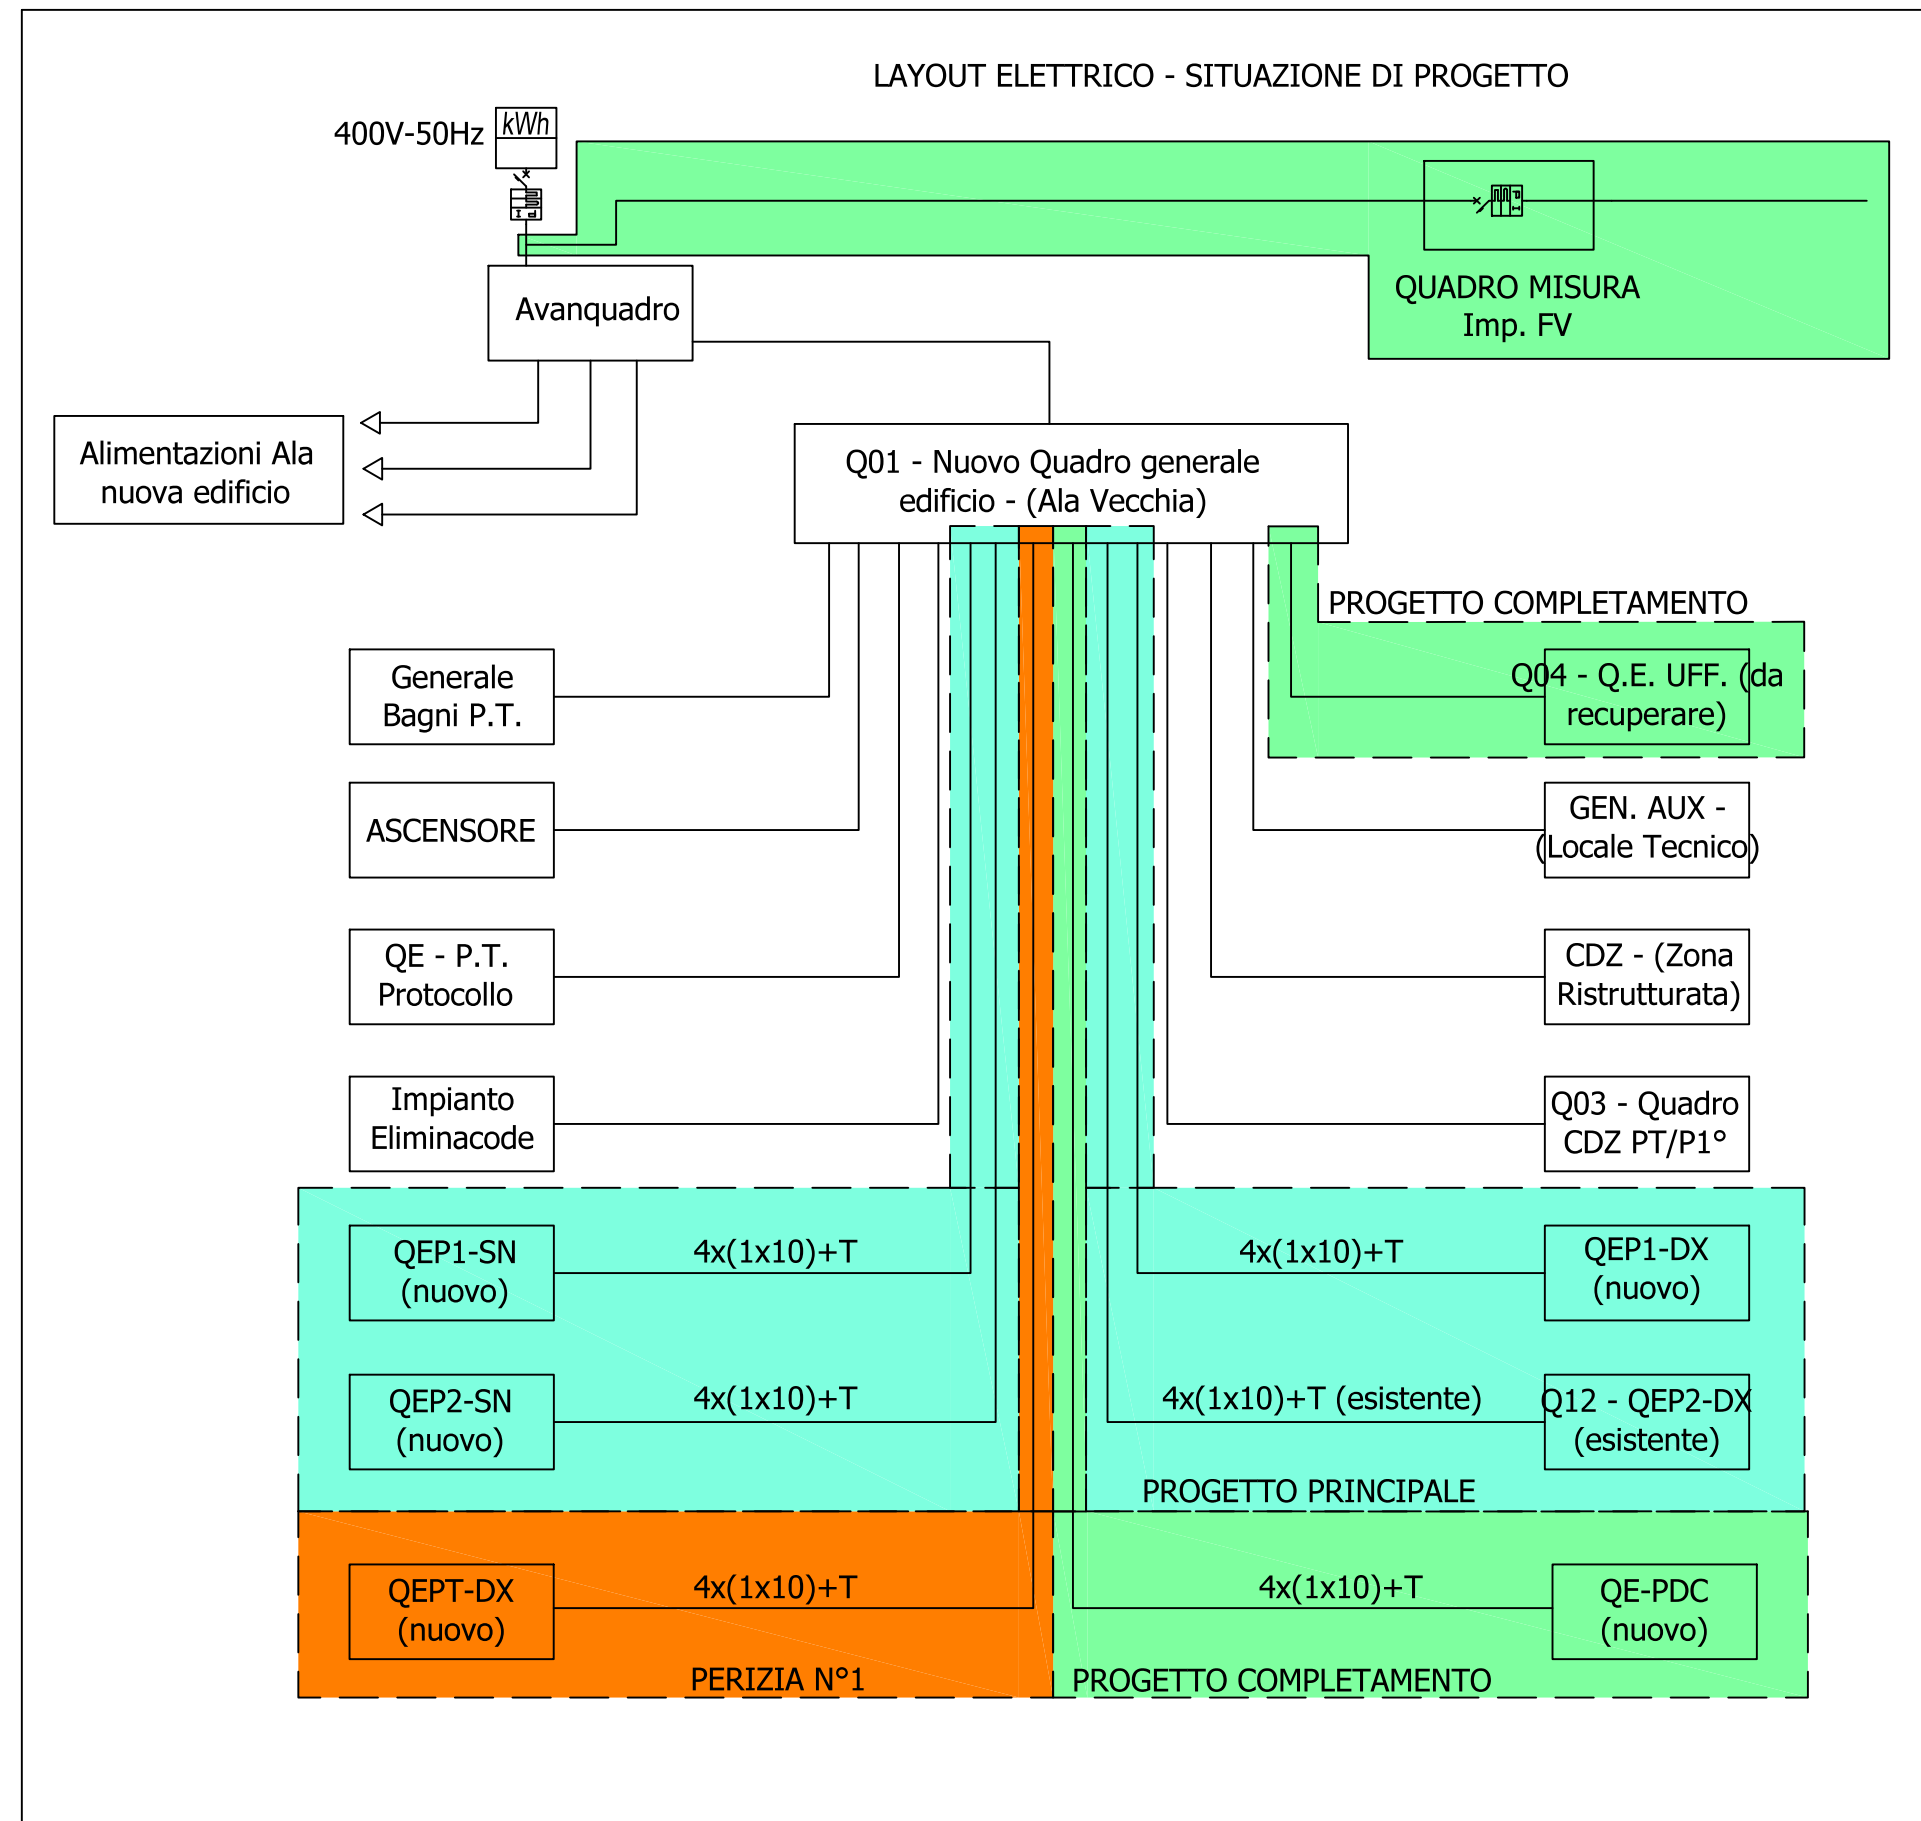 LAYOUT ELETTRICO - SITUAZIONE DI PROGETTO
400V-50Hz
kWh
I d
P I
QUADRO MISURA
Imp. FV
Avanquadro
Alimentazioni Ala
nuova edificio
Q01 - Nuovo Quadro generale
edificio - (Ala Vecchia)
PROGETTO COMPLETAMENTO
Generale
Bagni P.T.
Q04 - Q.E. UFF. (da
recuperare)
ASCENSORE
GEN. AUX -
(Locale Tecnico)
QE - P.T.
Protocollo
CDZ - (Zona
Ristrutturata)
Impianto
Eliminacode
Q03 - Quadro
CDZ PT/P1°
QEP1-SN
(nuovo)
4x(1x10)+T
4x(1x10)+T
QEP1-DX
(nuovo)
QEP2-SN
(nuovo)
4x(1x10)+T
4x(1x10)+T (esistente)
Q12 - QEP2-DX
(esistente)
PROGETTO PRINCIPALE
QEPT-DX
(nuovo)
4x(1x10)+T
4x(1x10)+T
QE-PDC
(nuovo)
PERIZIA N°1
PROGETTO COMPLETAMENTO